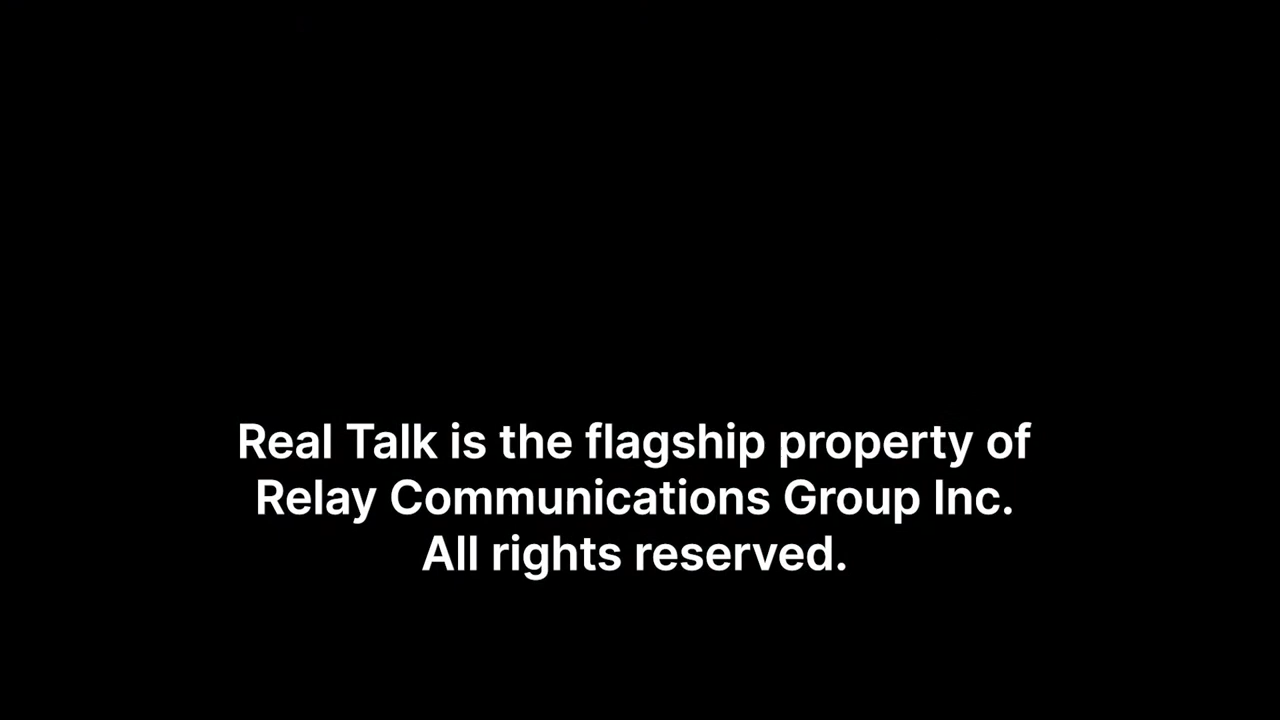 Real Talk is the flagship property of
Relay Communications Group Inc.
All rights reserved.